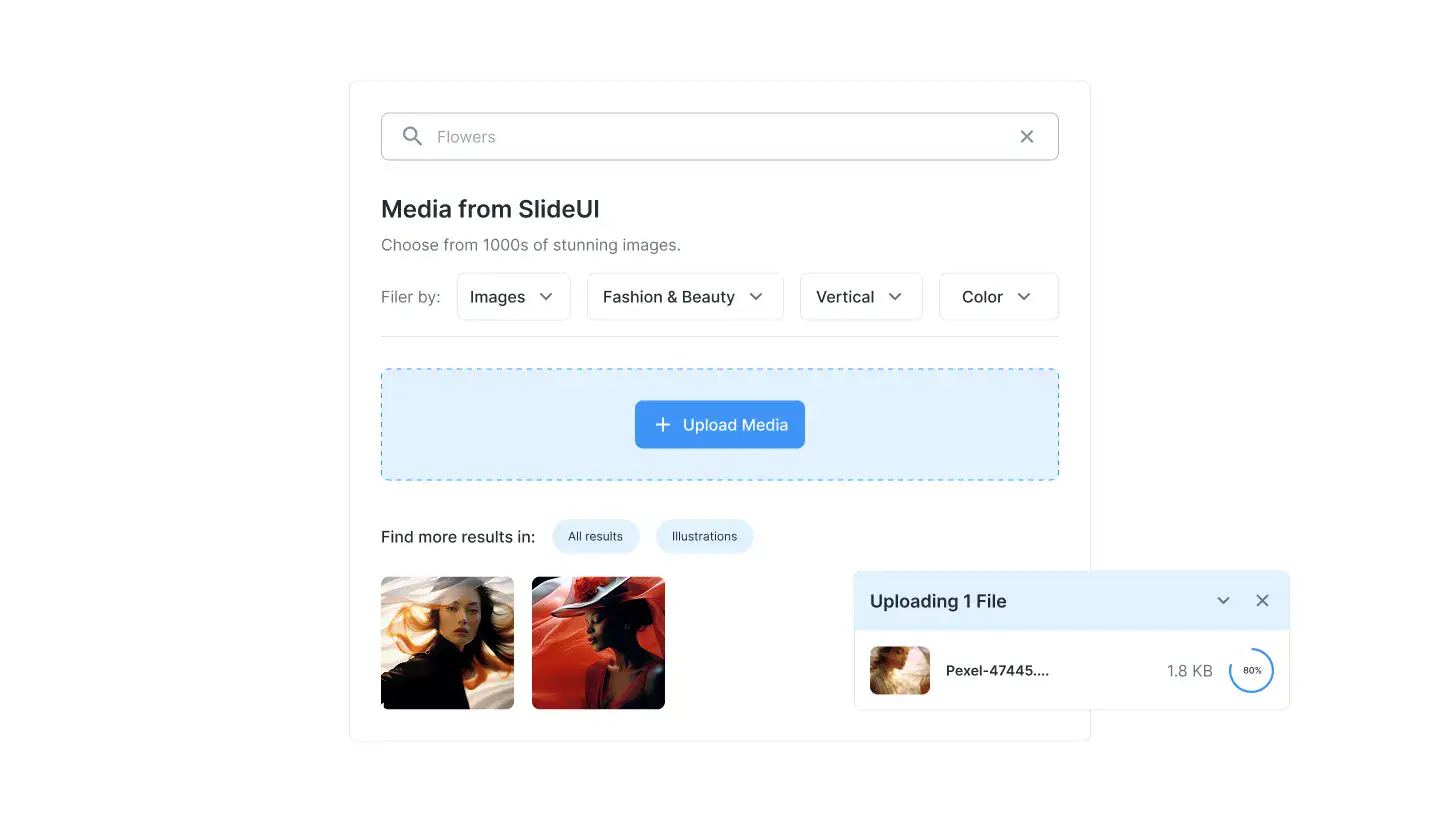 Flowers
Media from SlideUI
Choose from 1000s of stunning images.
Filer by: Images Fashion & Beauty Vertical Color
Upload Media
Find more results in: All results Illustrations
Uploading 1 File
Pexel-47445.... 1.8 KB 80%